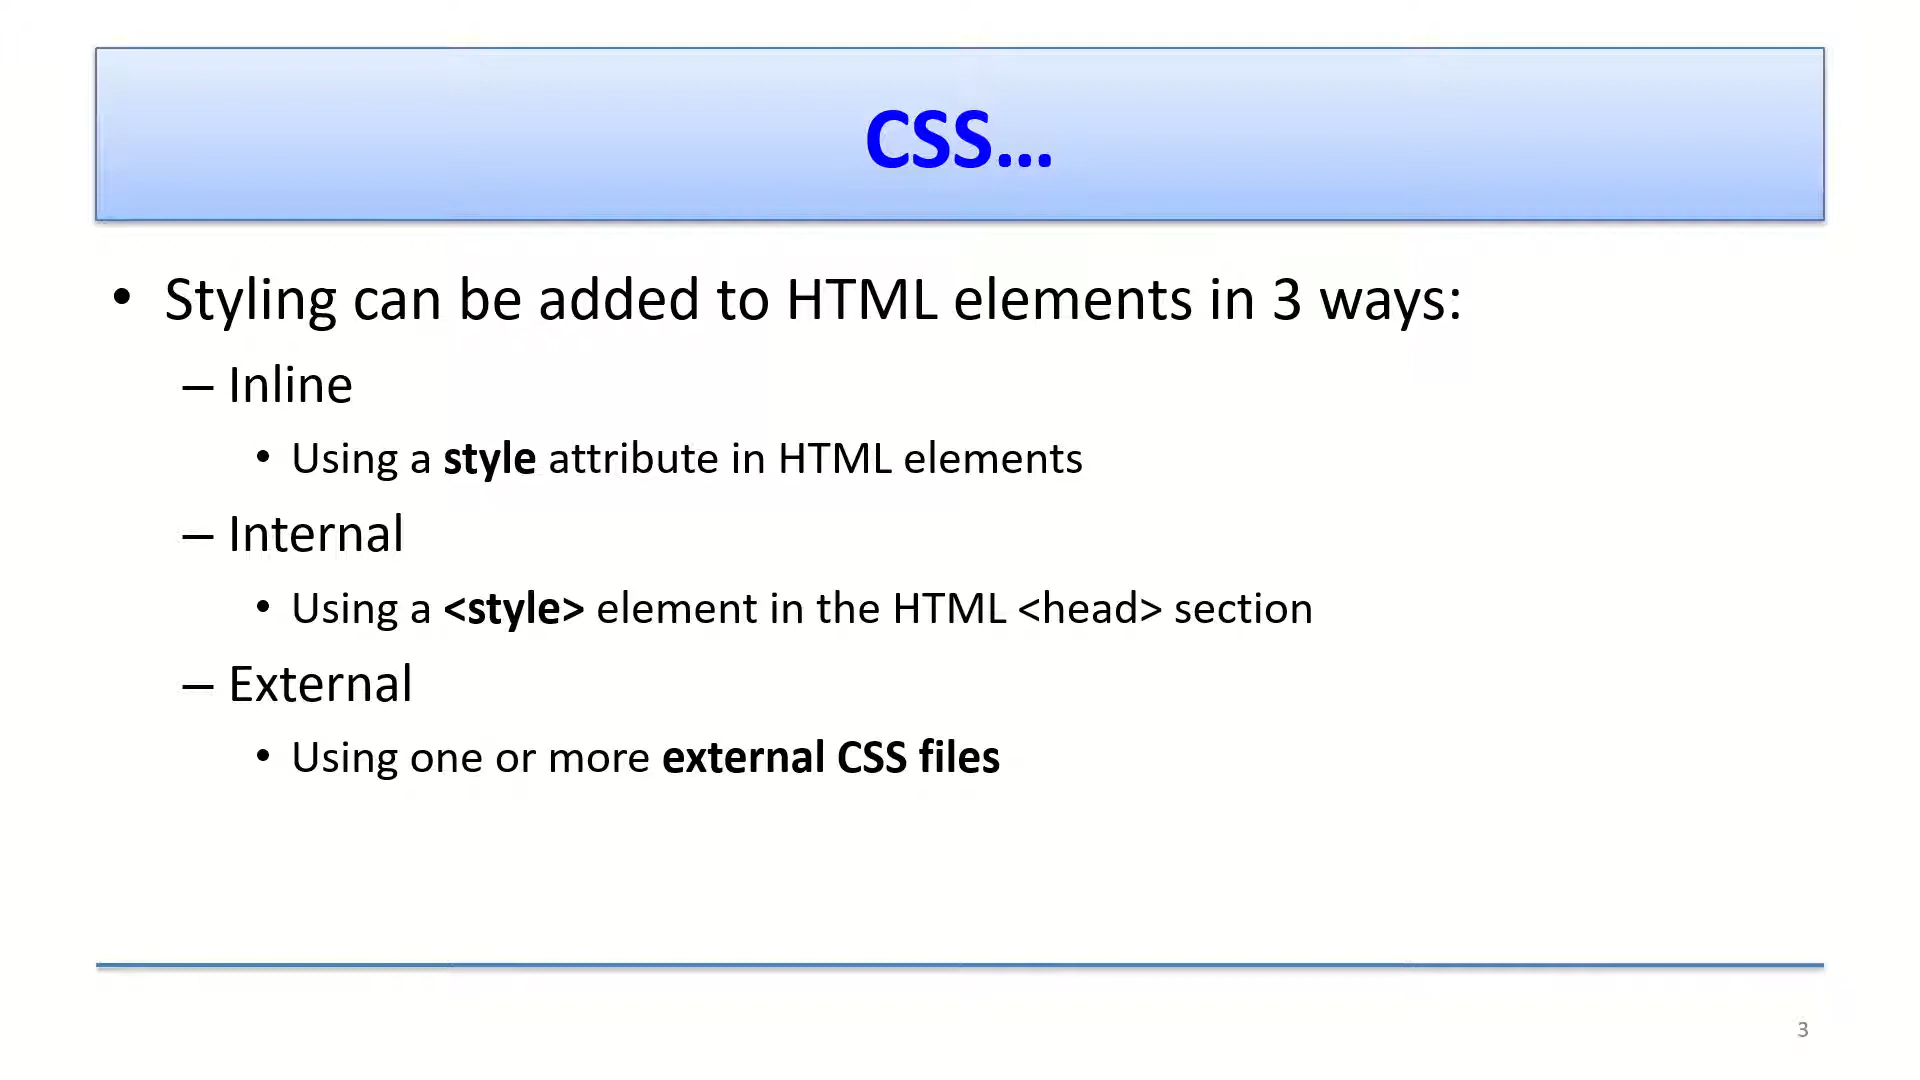 CSS...
• Styling can be added to HTML elements in 3 ways:
– Inline
• Using a style attribute in HTML elements
– Internal
• Using a <style> element in the HTML <head> section
– External
• Using one or more external CSS files
3